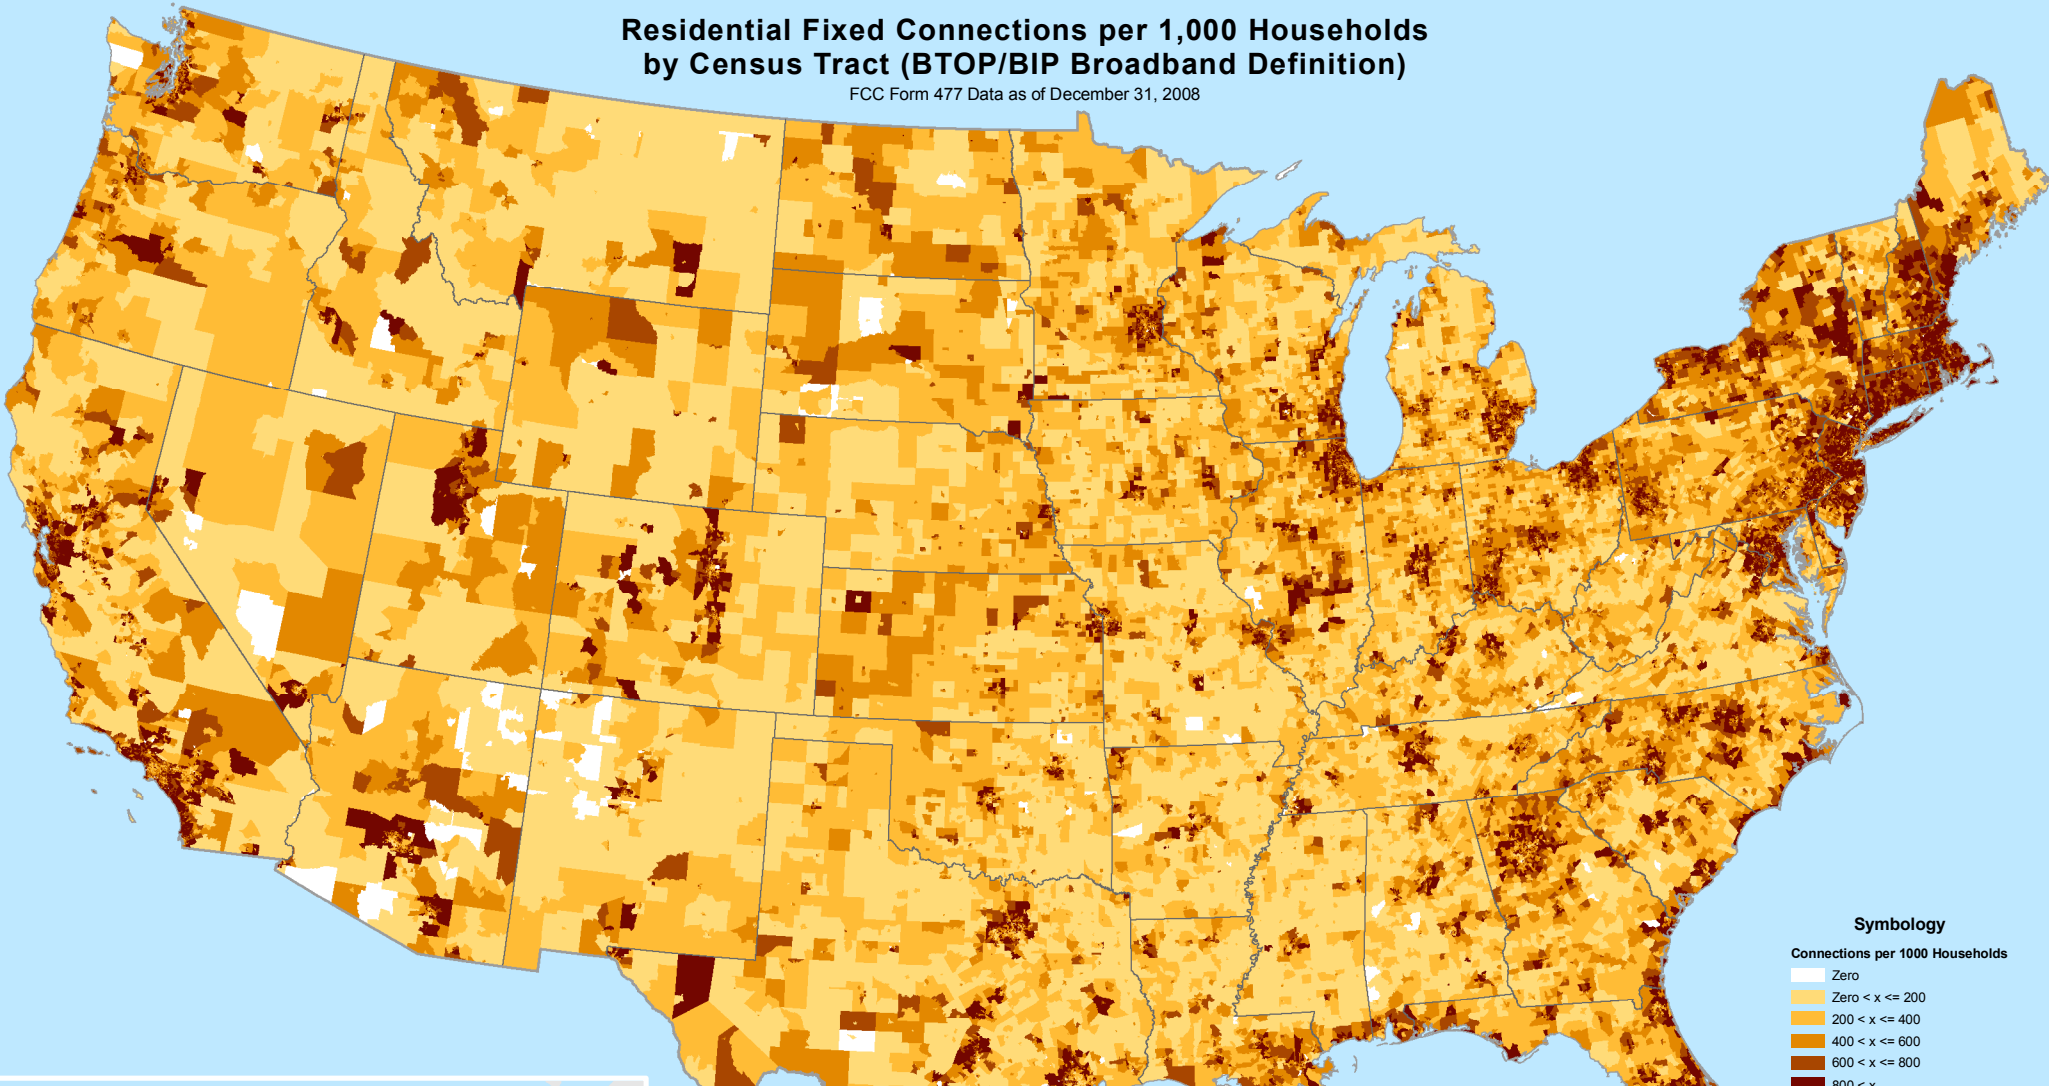 Residential Fixed Connections per 1,000 Households
by Census Tract (BTOP/BIP Broadband Definition)
FCC Form 477 Data as of December 31, 2008
Symbology
Connections per 1000 Households
Zero
Zero < x <= 200
200 < x <= 400
400 < x <= 600
600 < x <= 800
800 < x